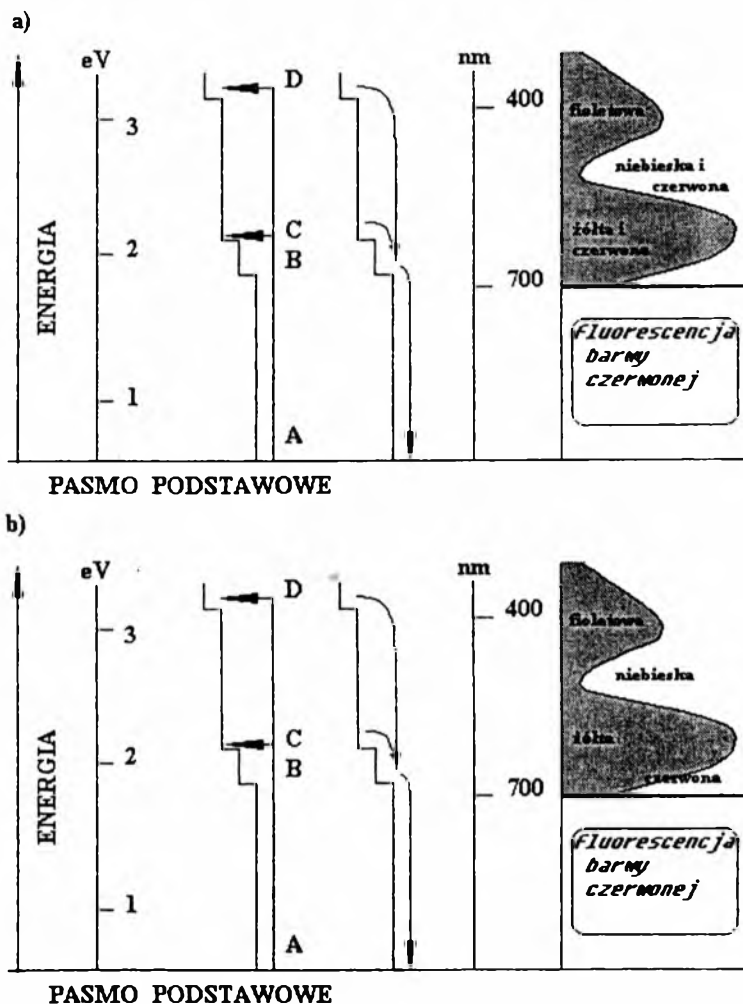 a)
eV
3
2
1
ENERGIA
D
C
B
A
nm
400
700
fioletowa
niebieska i
czerwona
żółta i
czerwona
Fluorescencja
barwy
czerwonej
PASMO PODSTAWOWE
b)
eV
3
2
1
ENERGIA
D
C
B
A
nm
400
700
fioletowa
niebieska
żółta
czerwona
Fluorescencja
barwy
czerwonej
PASMO PODSTAWOWE